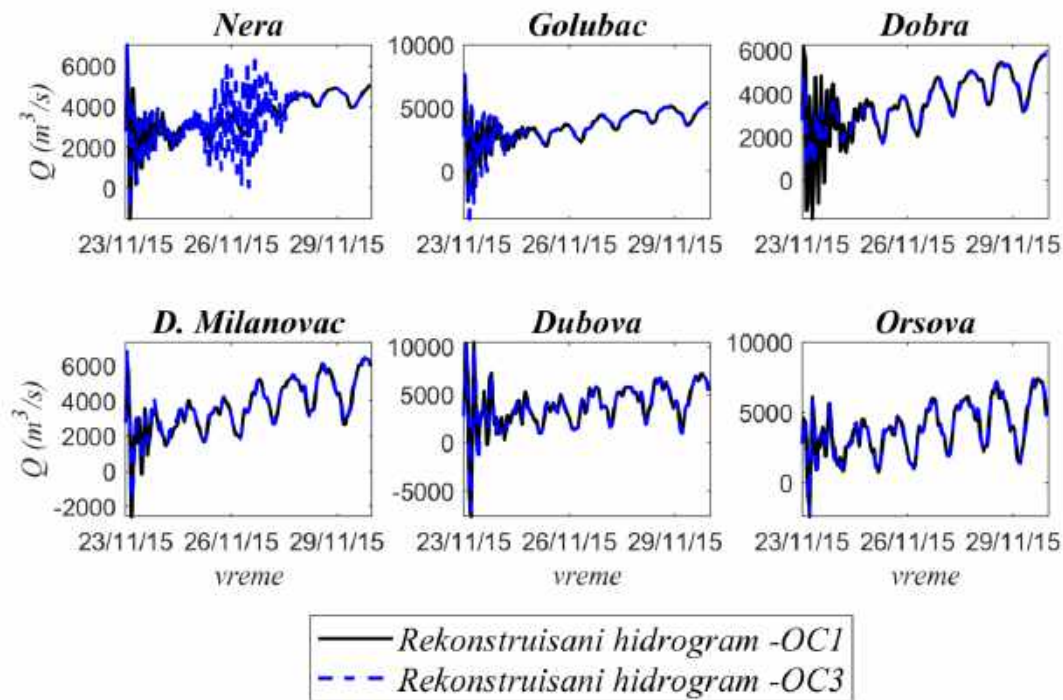 Nera Golubac Dobra
Q (m³/s)
6000
4000
2000
0
10000
5000
0
6000
4000
2000
0
23/11/15 26/11/15 29/11/15 23/11/15 26/11/15 29/11/15 23/11/15 26/11/15 29/11/15
D. Milanovac Dubova Orsova
Q (m³/s)
6000
4000
2000
0
-2000
10000
5000
0
-5000
10000
5000
0
23/11/15 26/11/15 29/11/15 23/11/15 26/11/15 29/11/15 23/11/15 26/11/15 29/11/15
vreme vreme vreme
Rekonstruisani hidrogram -OC1
Rekonstruisani hidrogram -OC3